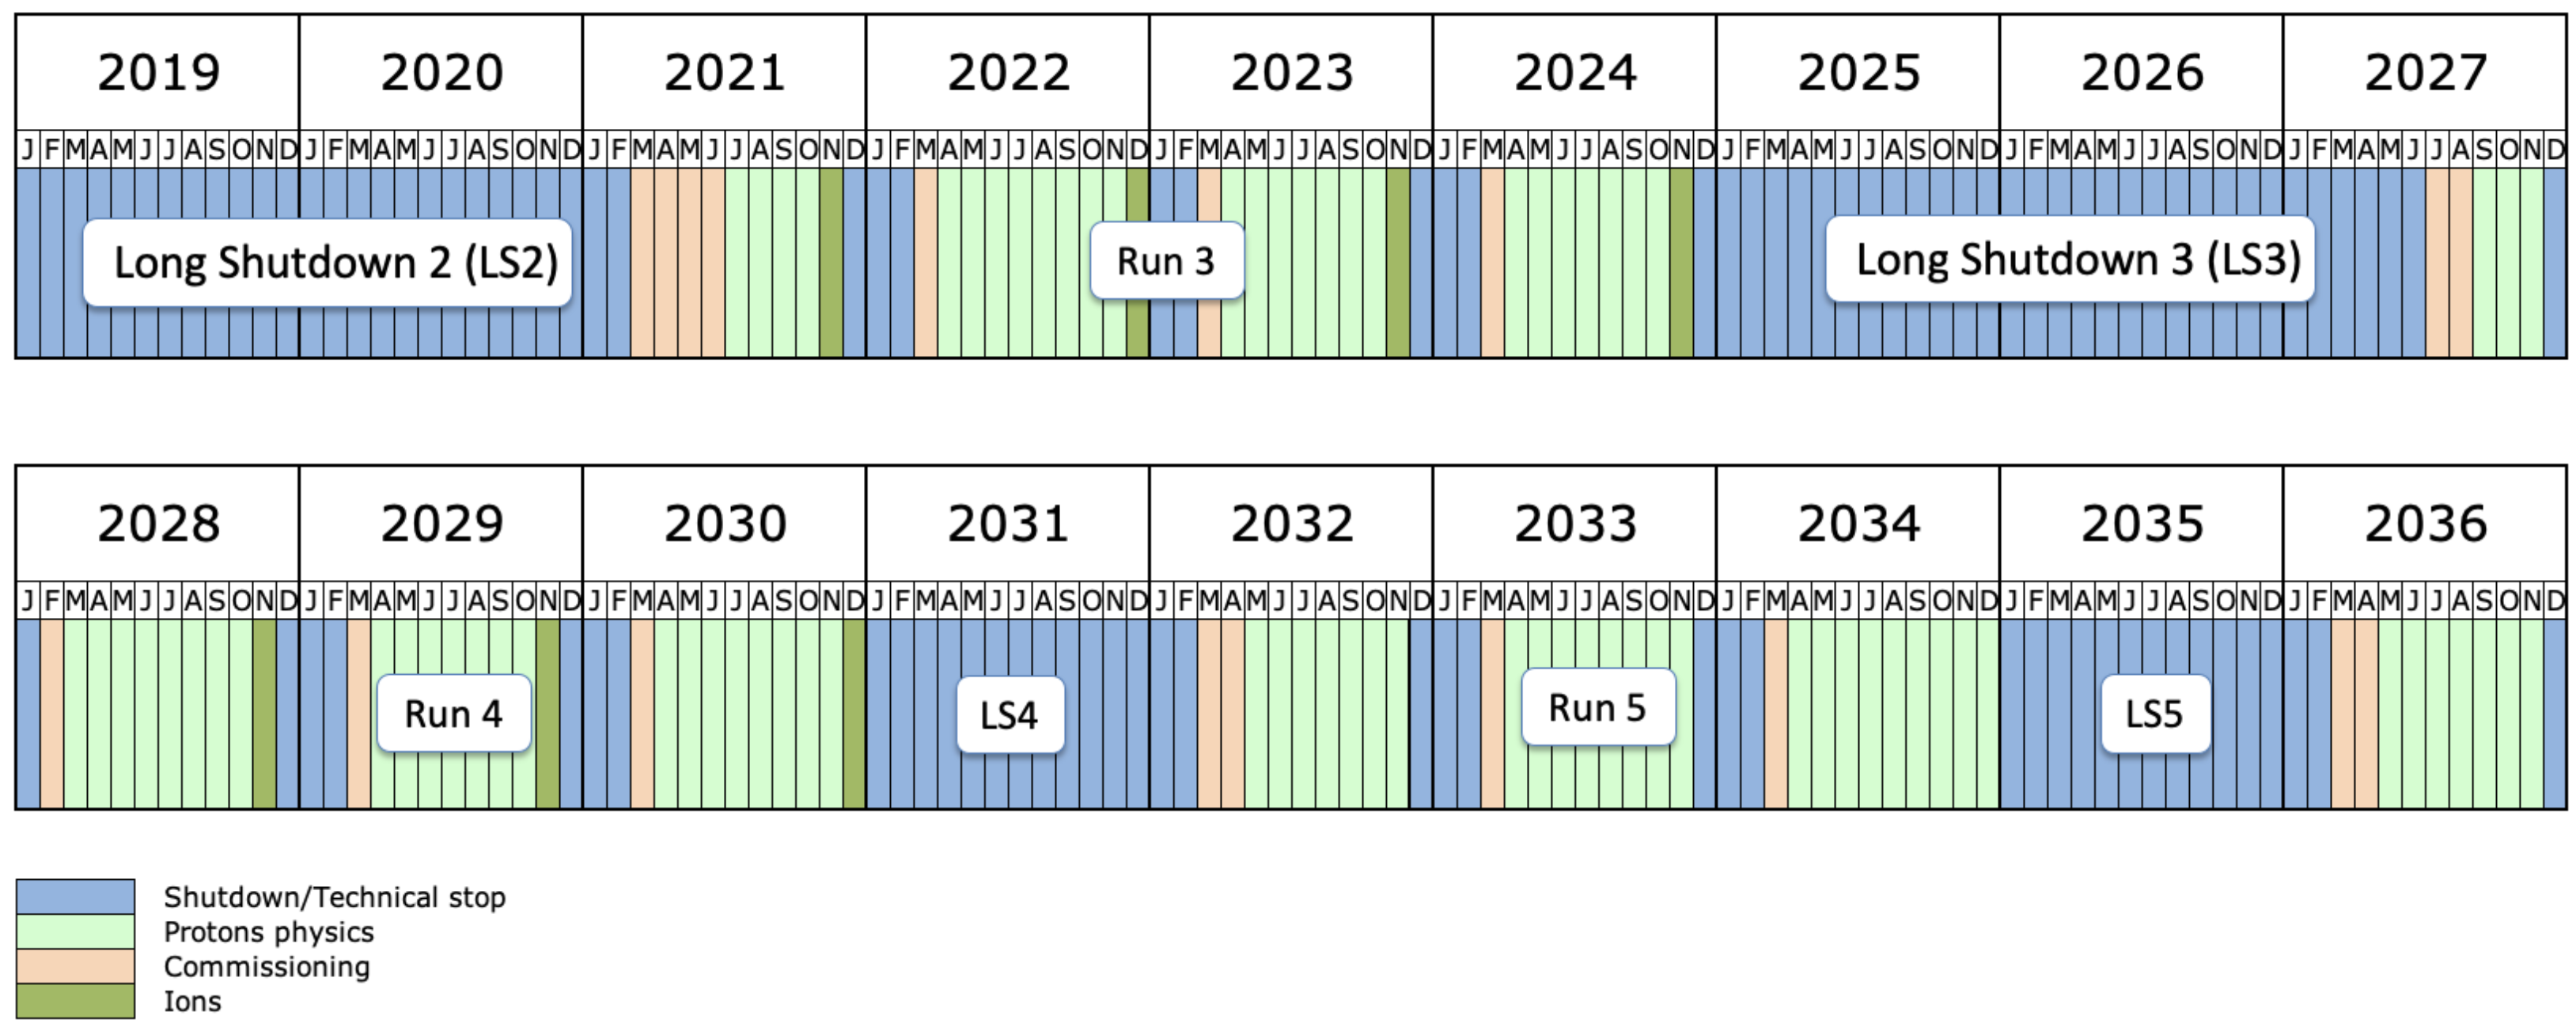 2019 2020 2021 2022 2023 2024 2025 2026 2027
J F M A M J J A S O N D J F M A M J J A S O N D J F M A M J J A S O N D J F M A M J J A S O N D J F M A M J J A S O N D J F M A M J J A S O N D J F M A M J J A S O N D J F M A M J J A S O N D J F M A M J J A S O N D
Long Shutdown 2 (LS2) Run 3 Long Shutdown 3 (LS3)
2028 2029 2030 2031 2032 2033 2034 2035 2036
J F M A M J J A S O N D J F M A M J J A S O N D J F M A M J J A S O N D J F M A M J J A S O N D J F M A M J J A S O N D J F M A M J J A S O N D J F M A M J J A S O N D J F M A M J J A S O N D J F M A M J J A S O N D
Run 4 LS4 Run 5 LS5
Shutdown/Technical stop
Protons physics
Commissioning
Ions